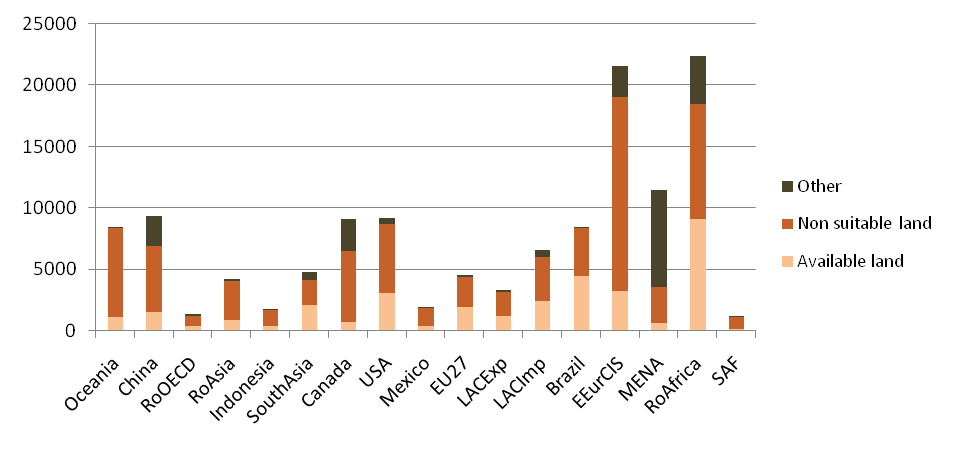 25000
20000
15000
10000
5000
0
Oceania
China
RoOECD
RoAsia
Indonesia
SouthAsia
Canada
USA
Mexico
EU27
LACExp
LACImp
Brazil
EEurCIS
MENA
RoAfrica
SAF
Other
Non suitable land
Available land